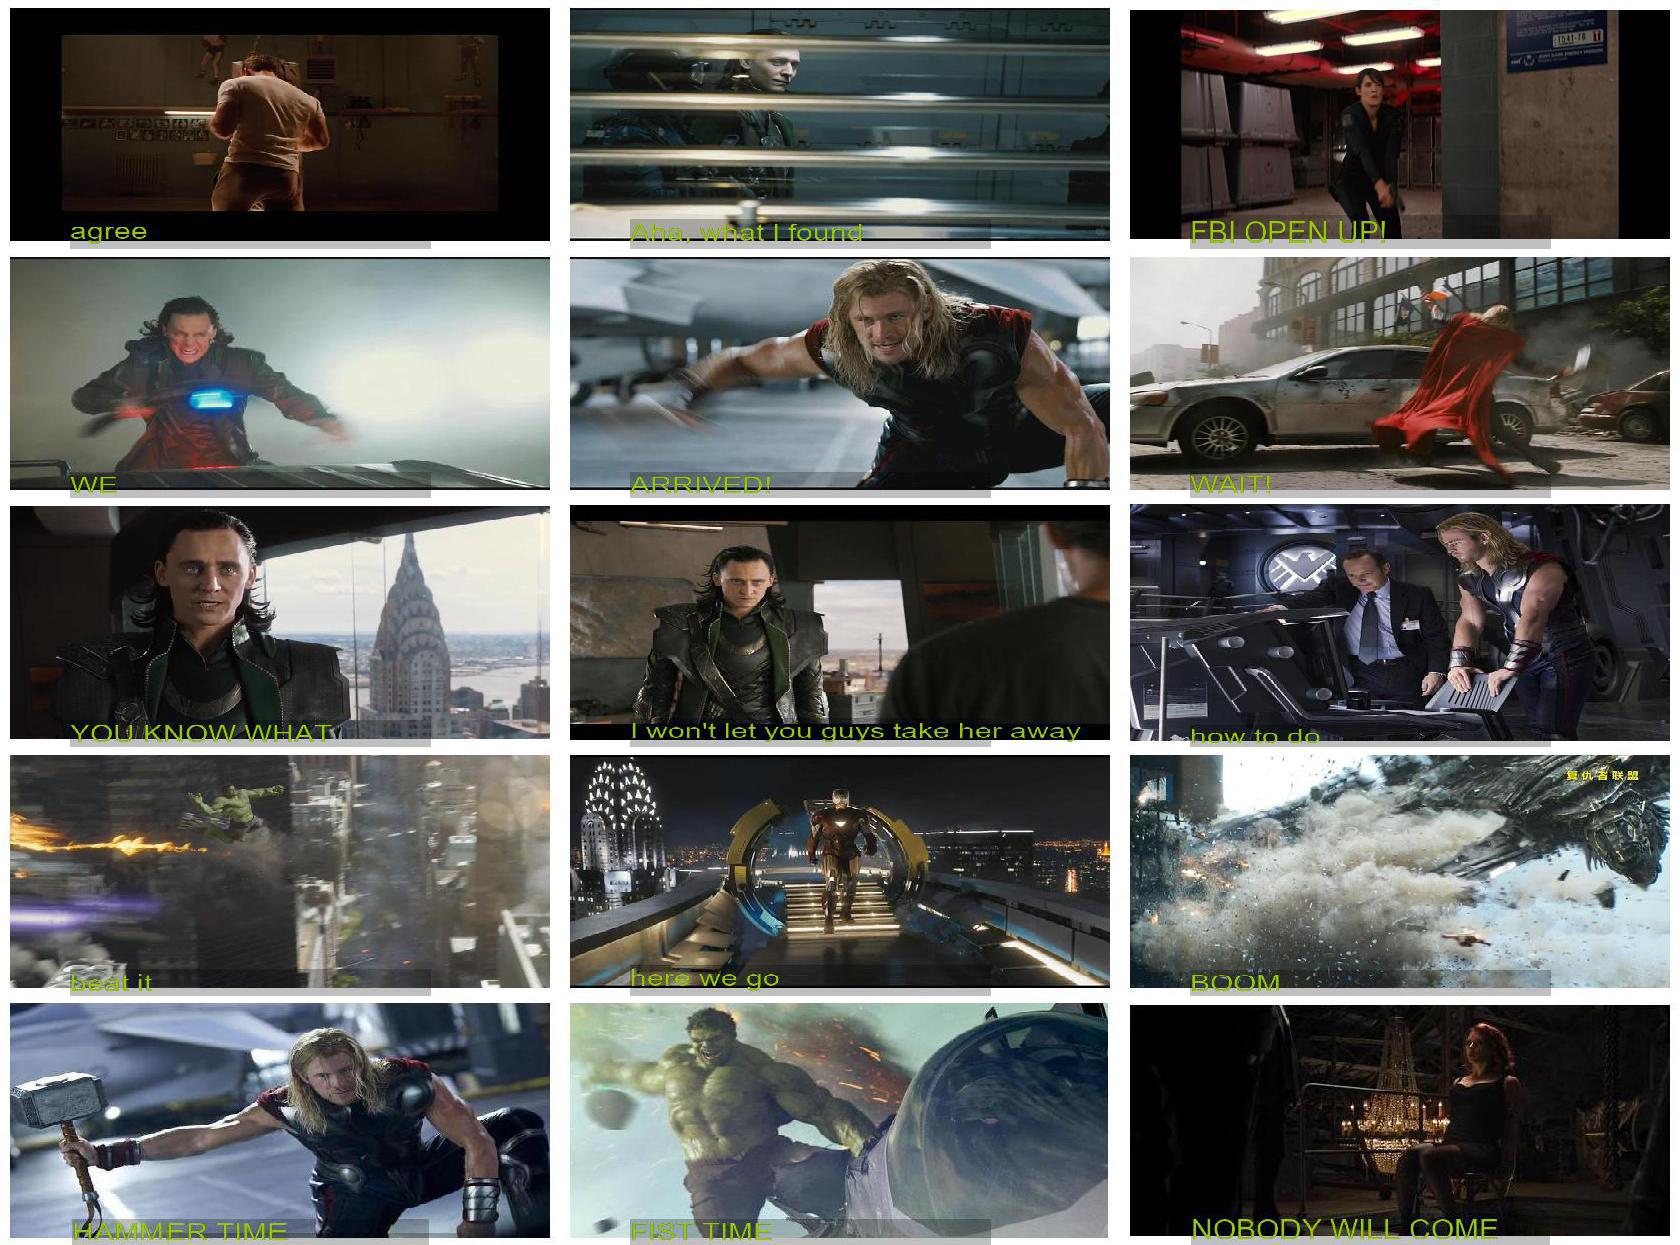 agree
Aha, what I found
FBI OPEN UP!
1541-78
WE
ARRIVED!
WAIT!
YOU KNOW WHAT
I won't let you guys take her away
how to do
beat it
here we go
复仇者联盟
BOOM
HAMMER TIME
FIST TIME
NOBODY WILL COME